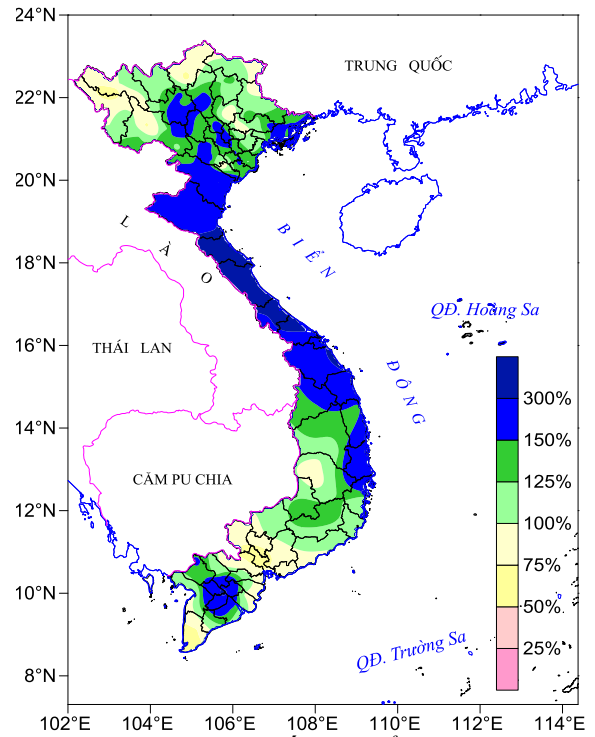 24°N
TRUNG QUỐC
22°N
20°N
LÀO
BIỂN
18°N
QĐ. Hoàng Sa
THÁI LAN
16°N
ĐÔNG
300%
14°N
150%
CĂM PU CHIA
125%
12°N
100%
75%
10°N
50%
QĐ. Trường Sa
25%
8°N
102°E 104°E 106°E 108°E 110°E 112°E 114°E